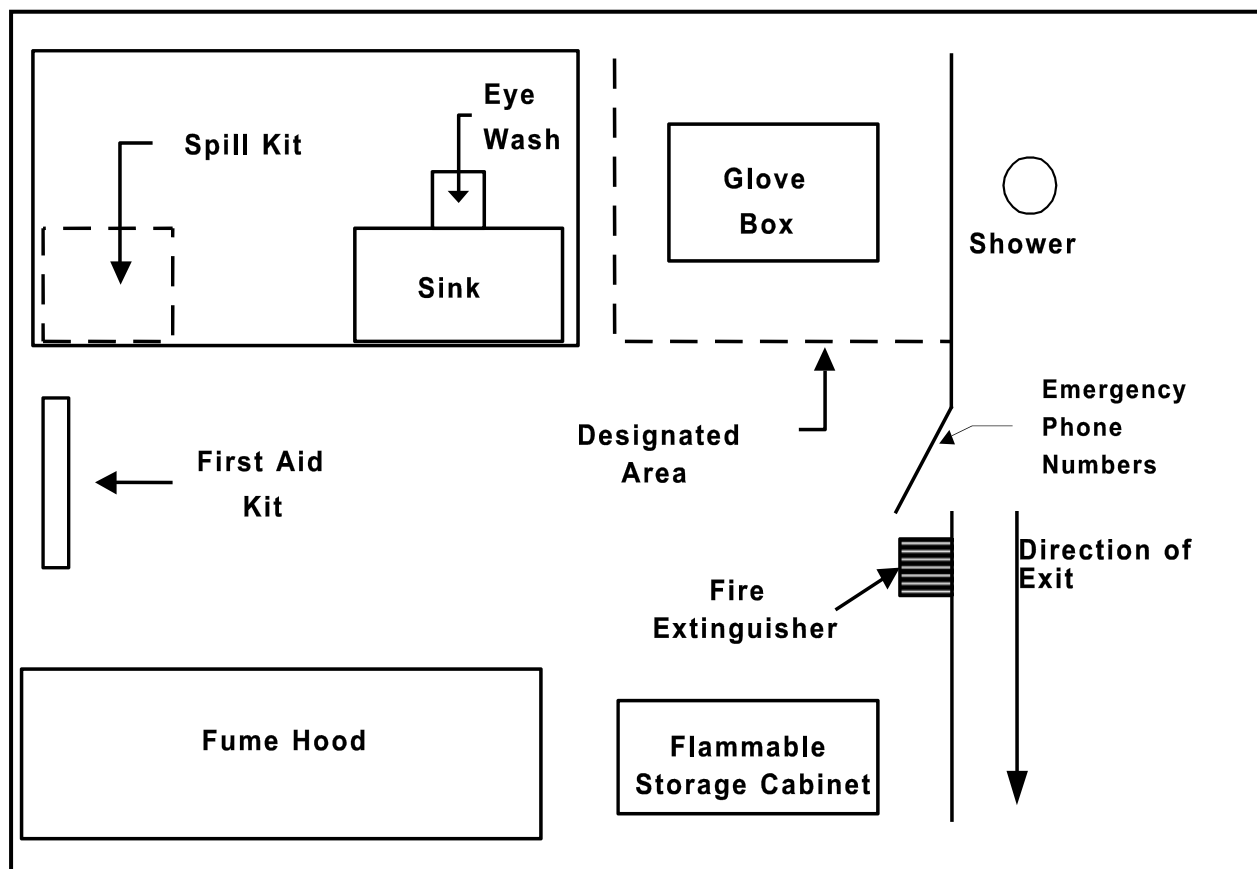 Eye
Wash
Spill Kit
Glove
Box
Shower
Sink
Emergency
Phone
Numbers
Designated
Area
First Aid
Kit
Direction of
Exit
Fire
Extinguisher
Fume Hood
Flammable
Storage Cabinet